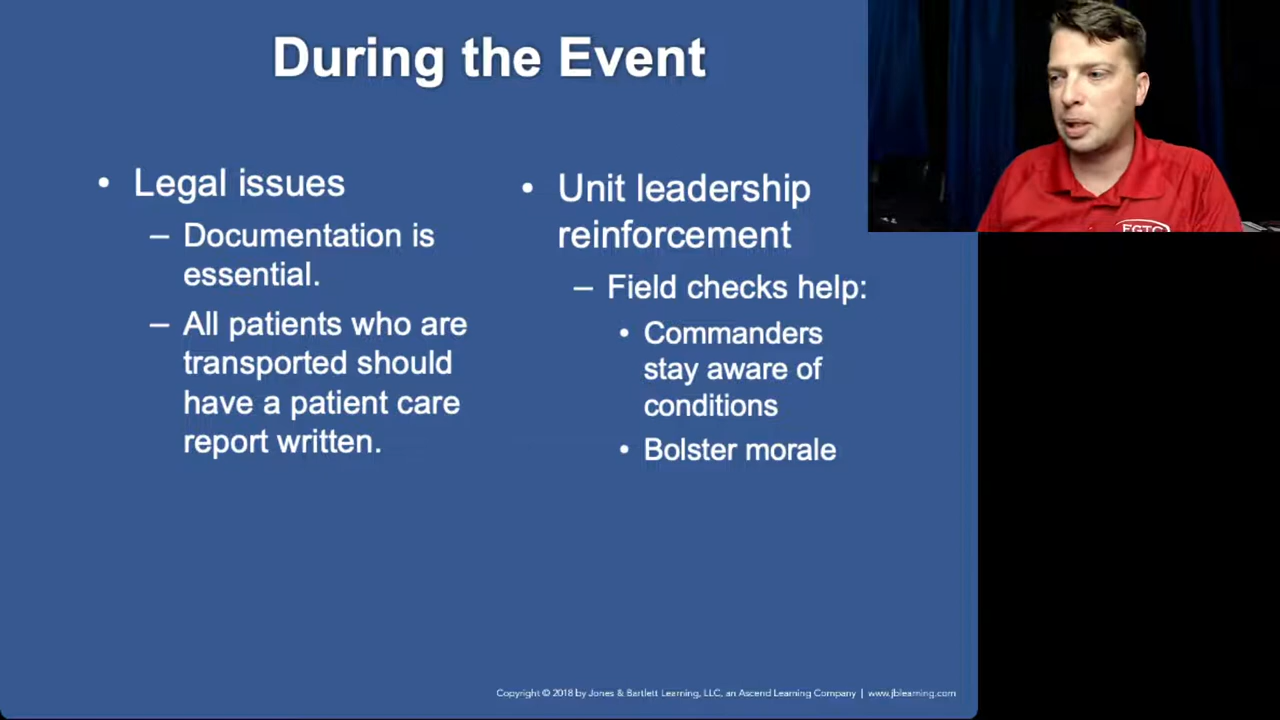 During the Event
• Legal issues
– Documentation is
essential.
– All patients who are
transported should
have a patient care
report written.
• Unit leadership
reinforcement
– Field checks help:
• Commanders
stay aware of
conditions
• Bolster morale
FGTC
Copyright © 2018 by Jones & Bartlett Learning, LLC, an Ascend Learning Company | www.jblearning.com